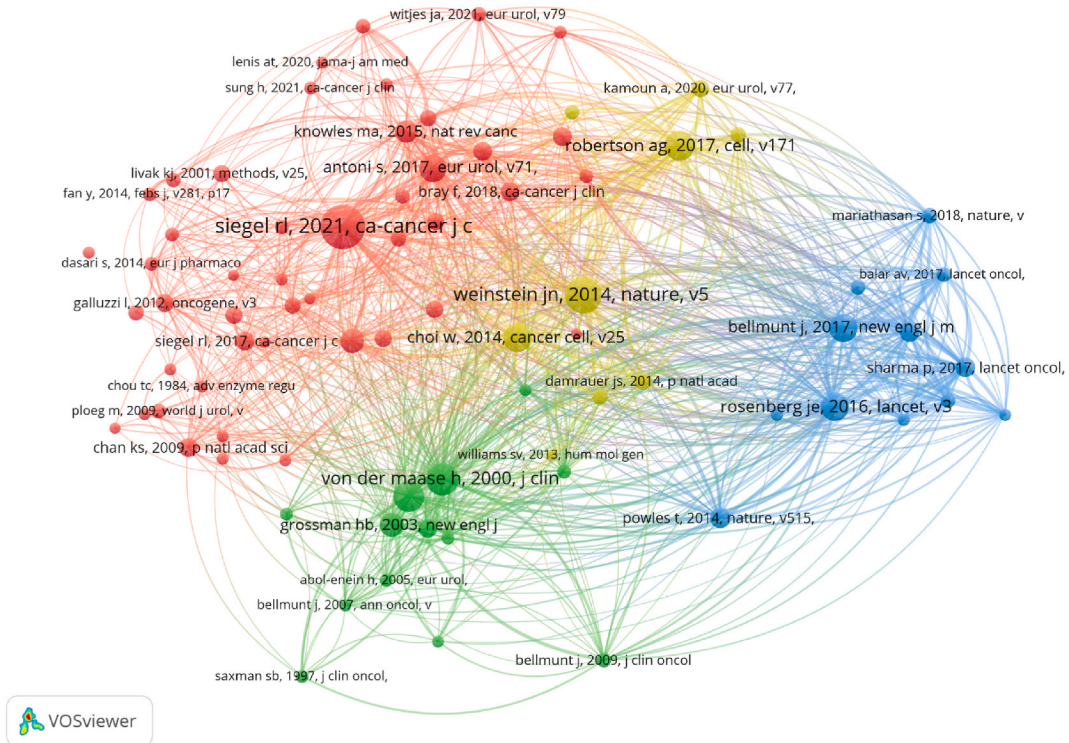 witjes ja, 2021, eur urol, v79
lenis at, 2020, jama-j am med
sung h, 2021, ca-cancer j clin
kamoun a, 2020, eur urol, v77,
knowles ma, 2015, nat rev canc
robertson ag, 2017, cell, v171
antoni s, 2017, eur urol, v71,
livak kj, 2001, methods, v25,
fan y, 2014, febs j, v281, p17
bray f, 2018, ca-cancer j clin
mariathasan s, 2018, nature, v
siegel rl, 2021, ca-cancer j c
dasari s, 2014, eur j pharmaco
balar av, 2017, lancet oncol,
galluzzi l, 2012, oncogene, v3
weinstein jn, 2014, nature, v5
bellmunt j, 2017, new engl j m
siegel rl, 2017, ca-cancer j c
choi w, 2014, cancer cell, v25
sharma p, 2017, lancet oncol,
chou tc, 1984, adv enzyme regu
damrauer js, 2014, p natl acad
ploeg m, 2009, world j urol, v
rosenberg je, 2016, lancet, v3
chan ks, 2009, p natl acad sci
williams sv, 2013, hum mol gen
von der maase h, 2000, j clin
grossman hb, 2003, new engl j
powles t, 2014, nature, v515,
abol-enein h, 2005, eur urol,
bellmunt j, 2007, ann oncol, v
bellmunt j, 2009, j clin oncol
saxman sb, 1997, j clin oncol,
VOSviewer